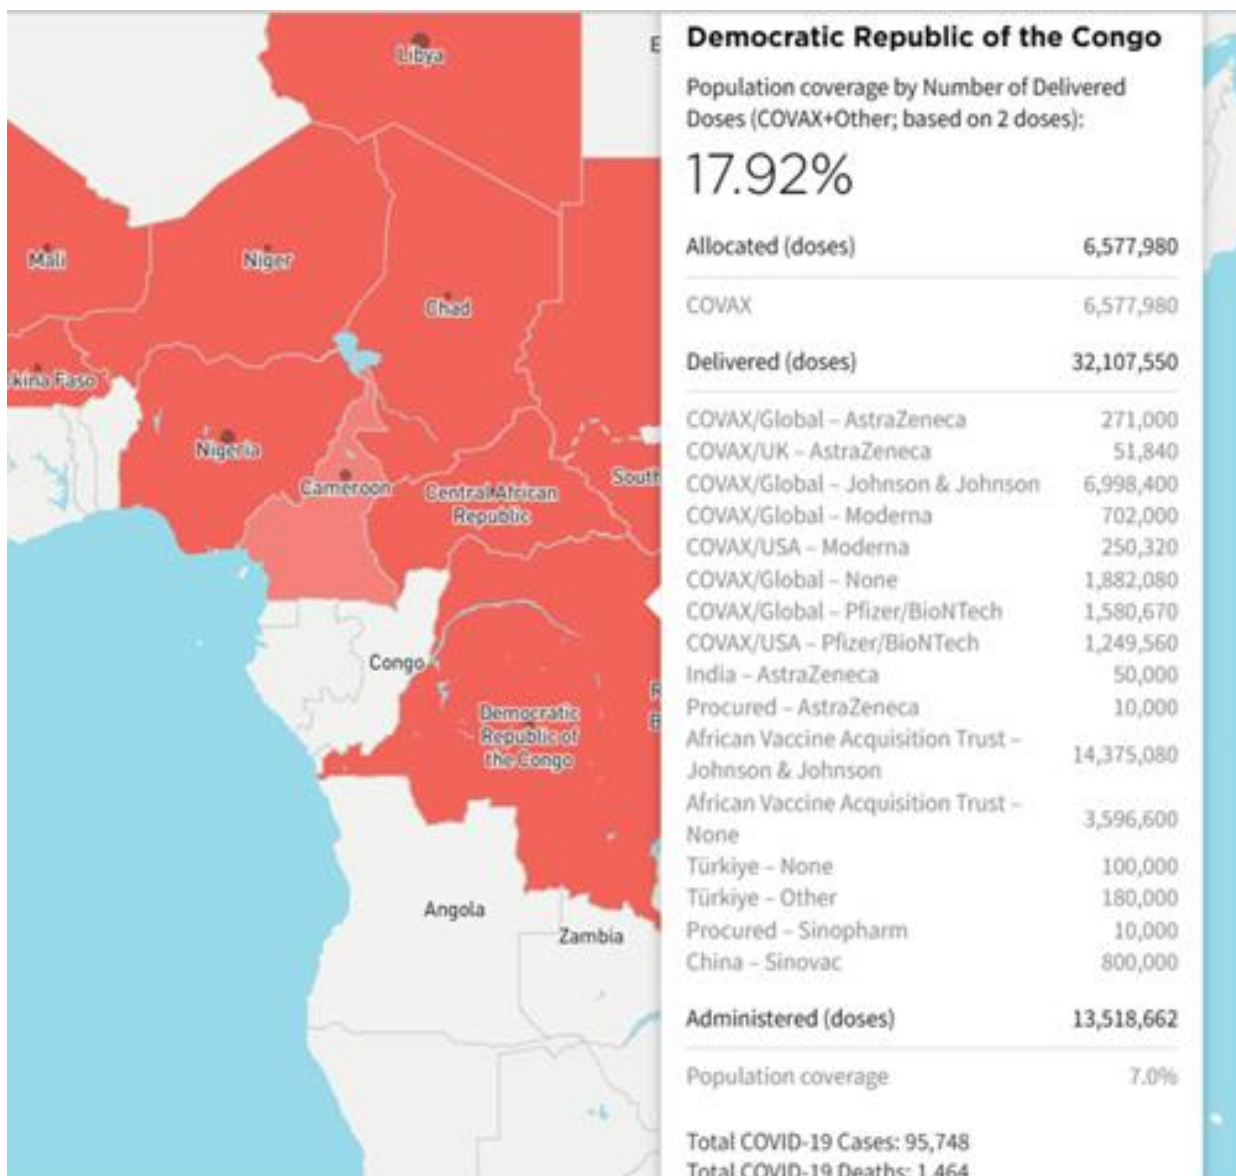 Libya
E
Mali
Niger
Chad
kina Faso
Nigeria
Cameroon
Central African
Republic
South
Congo
R
B
Democratic
Republic of
the Congo
Angola
Zambia
Democratic Republic of the Congo
Population coverage by Number of Delivered
Doses (COVAX+Other; based on 2 doses):
17.92%
Allocated (doses) 6,577,980
COVAX 6,577,980
Delivered (doses) 32,107,550
COVAX/Global – AstraZeneca 271,000
COVAX/UK – AstraZeneca 51,840
COVAX/Global – Johnson & Johnson 6,998,400
COVAX/Global – Moderna 702,000
COVAX/USA – Moderna 250,320
COVAX/Global – None 1,882,080
COVAX/Global – Pfizer/BioNTech 1,580,670
COVAX/USA – Pfizer/BioNTech 1,249,560
India – AstraZeneca 50,000
Procured – AstraZeneca 10,000
African Vaccine Acquisition Trust –
Johnson & Johnson 14,375,080
African Vaccine Acquisition Trust –
None 3,596,600
Türkiye – None 100,000
Türkiye – Other 180,000
Procured – Sinopharm 10,000
China – Sinovac 800,000
Administered (doses) 13,518,662
Population coverage 7.0%
Total COVID-19 Cases: 95,748
Total COVID-19 Deaths: 1,464